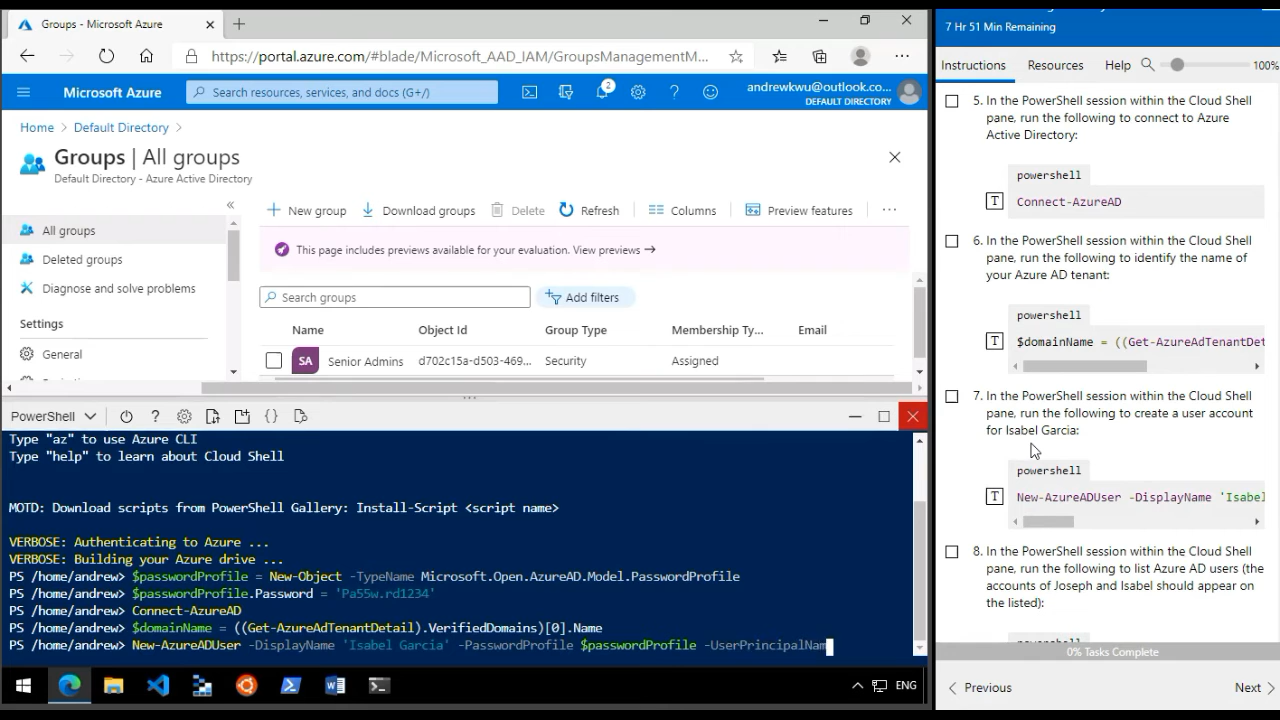 Groups - Microsoft Azure
https://portal.azure.com/#blade/Microsoft_AAD_IAM/GroupsManagementM...
Microsoft Azure
Search resources, services, and docs (G+/)
2
andrewkwu@outlook.co...
DEFAULT DIRECTORY
Home > Default Directory >
Groups | All groups
Default Directory - Azure Active Directory
All groups
Deleted groups
Diagnose and solve problems
Settings
General
New group
Download groups
Delete
Refresh
Columns
Preview features
This page includes previews available for your evaluation. View previews →
Search groups
Add filters
Name Object Id Group Type Membership Ty... Email
SA Senior Admins d702c15a-d503-469... Security Assigned
PowerShell
Type "az" to use Azure CLI
Type "help" to learn about Cloud Shell
MOTD: Download scripts from PowerShell Gallery: Install-Script <script name>
VERBOSE: Authenticating to Azure ...
VERBOSE: Building your Azure drive ...
PS /home/andrew> $passwordProfile = New-Object -TypeName Microsoft.Open.AzureAD.Model.PasswordProfile
PS /home/andrew> $passwordProfile.Password = 'Pa55w.rd1234'
PS /home/andrew> Connect-AzureAD
PS /home/andrew> $domainName = ((Get-AzureAdTenantDetail).VerifiedDomains)[0].Name
PS /home/andrew> New-AzureADUser -DisplayName 'Isabel Garcia' -PasswordProfile $passwordProfile -UserPrincipalNam
ENG
7 Hr 51 Min Remaining
Instructions Resources Help 100%
5. In the PowerShell session within the Cloud Shell
pane, run the following to connect to Azure
Active Directory:
powershell
T Connect-AzureAD
6. In the PowerShell session within the Cloud Shell
pane, run the following to identify the name of
your Azure AD tenant:
powershell
T $domainName = ((Get-AzureAdTenantDet
7. In the PowerShell session within the Cloud Shell
pane, run the following to create a user account
for Isabel Garcia:
powershell
T New-AzureADUser -DisplayName 'Isabel
8. In the PowerShell session within the Cloud Shell
pane, run the following to list Azure AD users (the
accounts of Joseph and Isabel should appear on
the listed):
0% Tasks Complete
Previous Next